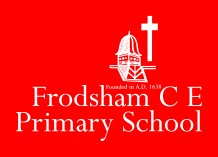 Founded in A.D. 1638
Frodsham C E
Primary School